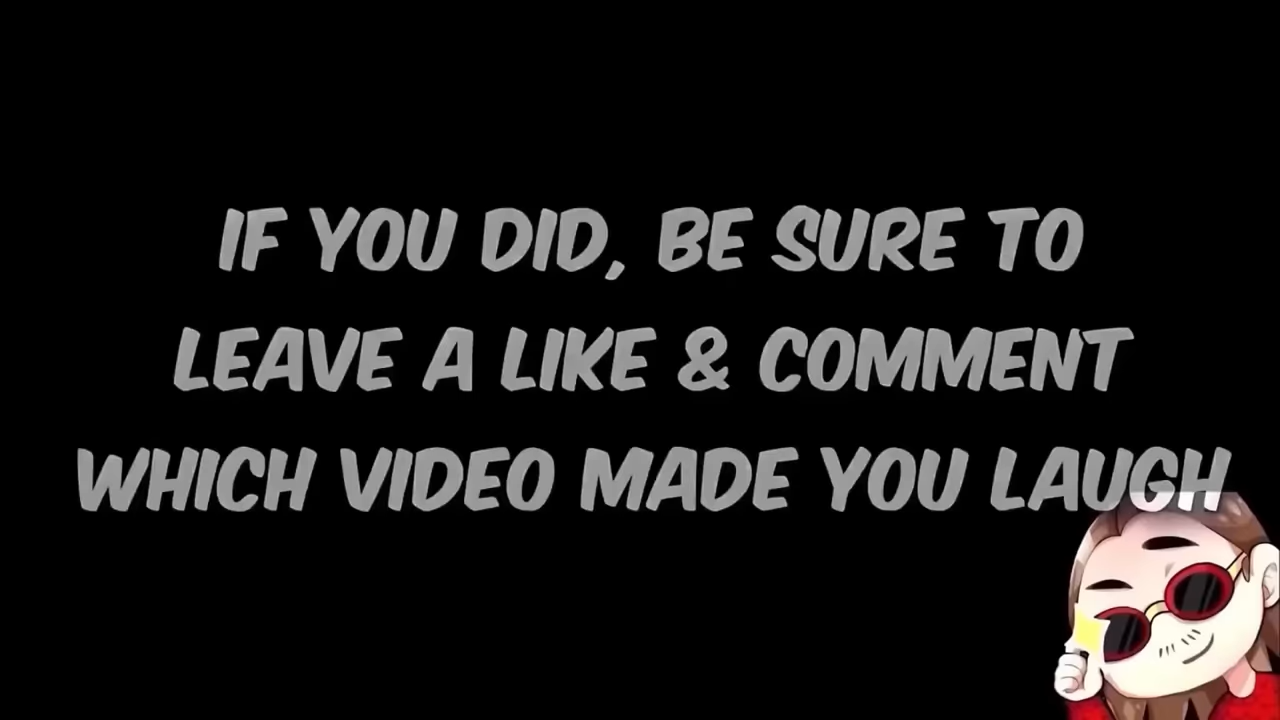 IF YOU DID, BE SURE TO
LEAVE A LIKE & COMMENT
WHICH VIDEO MADE YOU LAUGH